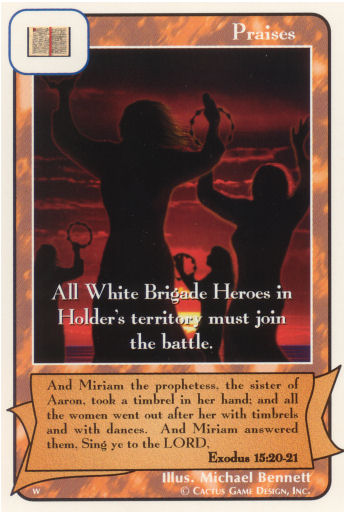 Praises
All White Brigade Heroes in
Holder's territory must join
the battle.
And Miriam the prophetess, the sister of
Aaron, took a timbrel in her hand; and all
the women went out after her with timbrels
and with dances. And Miriam answered
them, Sing ye to the LORD,
Exodus 15:20-21
Illus. Michael Bennett
W
© CACTUS GAME DESIGN, INC.